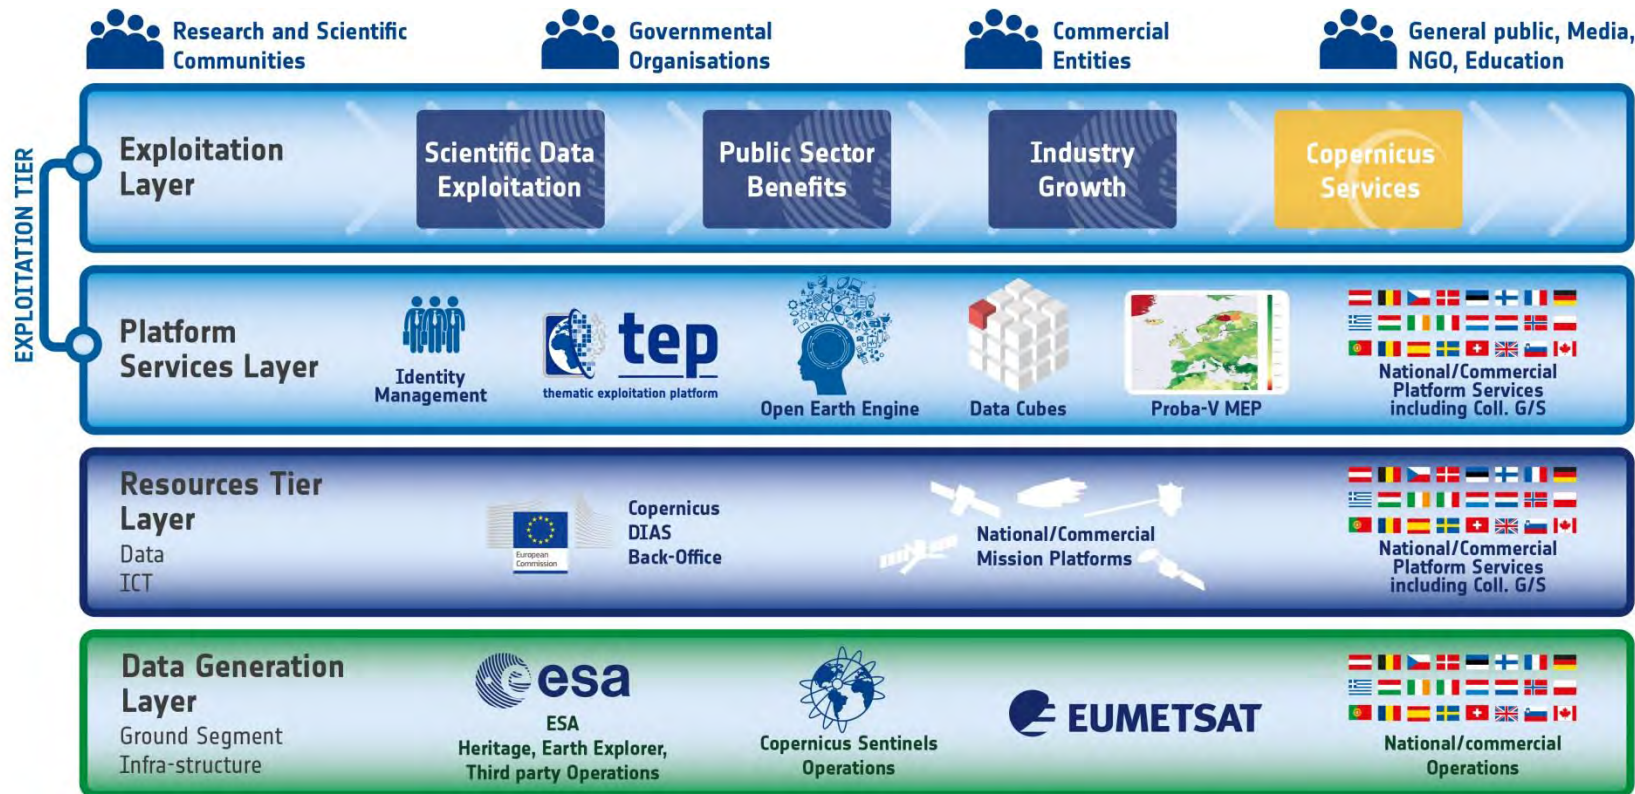 Research and Scientific
Communities
Governmental
Organisations
Commercial
Entities
General public, Media,
NGO, Education
EXPLOITATION TIER
Exploitation
Layer
Scientific Data
Exploitation
Public Sector
Benefits
Industry
Growth
Copernicus
Services
Platform
Services Layer
Identity
Management
tep
thematic exploitation platform
Open Earth Engine
Data Cubes
Proba-V MEP
National/Commercial
Platform Services
including Coll. G/S
Resources Tier
Layer
Data
ICT
European
Commission
Copernicus
DIAS
Back-Office
National/Commercial
Mission Platforms
National/Commercial
Platform Services
including Coll. G/S
Data Generation
Layer
Ground Segment
Infra-structure
esa
ESA
Heritage, Earth Explorer,
Third party Operations
Copernicus Sentinels
Operations
EUMETSAT
National/commercial
Operations